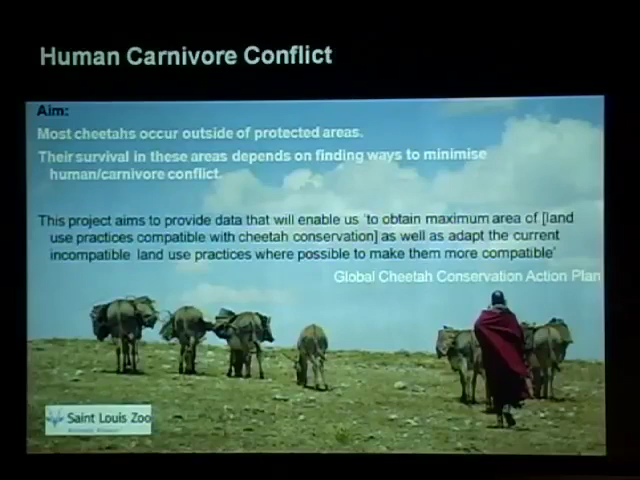 Human Carnivore Conflict
Aim:
Most cheetahs occur outside of protected areas.
Their survival in these areas depends on finding ways to minimise
human/carnivore conflict.
This project aims to provide data that will enable us 'to obtain maximum area of [land
use practices compatible with cheetah conservation] as well as adapt the current
incompatible land use practices where possible to make them more compatible'
Global Cheetah Conservation Action Plan
Saint Louis Zoo